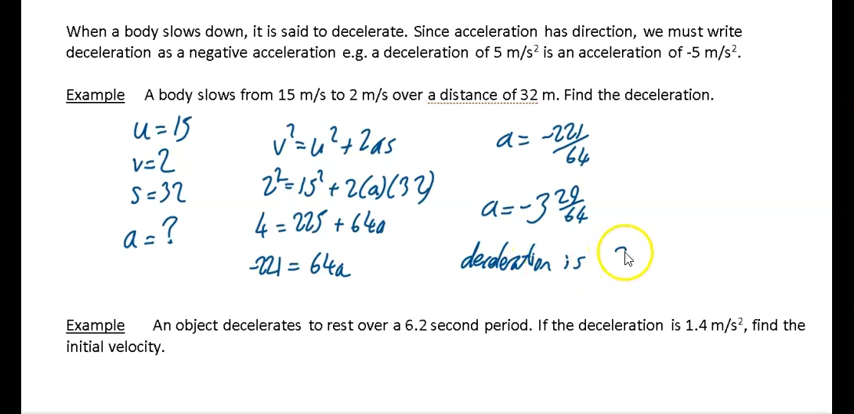 When a body slows down, it is said to decelerate. Since acceleration has direction, we must write
deceleration as a negative acceleration e.g. a deceleration of 5 m/s² is an acceleration of -5 m/s².
Example A body slows from 15 m/s to 2 m/s over a distance of 32 m. Find the deceleration.
u = 15
v = 2
s = 32
a = ?
v² = u² + 2as
2² = 15² + 2(a)(32)
4 = 225 + 64a
-221 = 64a
a = -221/64
a = -3 29/64
deceleration is
Example An object decelerates to rest over a 6.2 second period. If the deceleration is 1.4 m/s², find the
initial velocity.